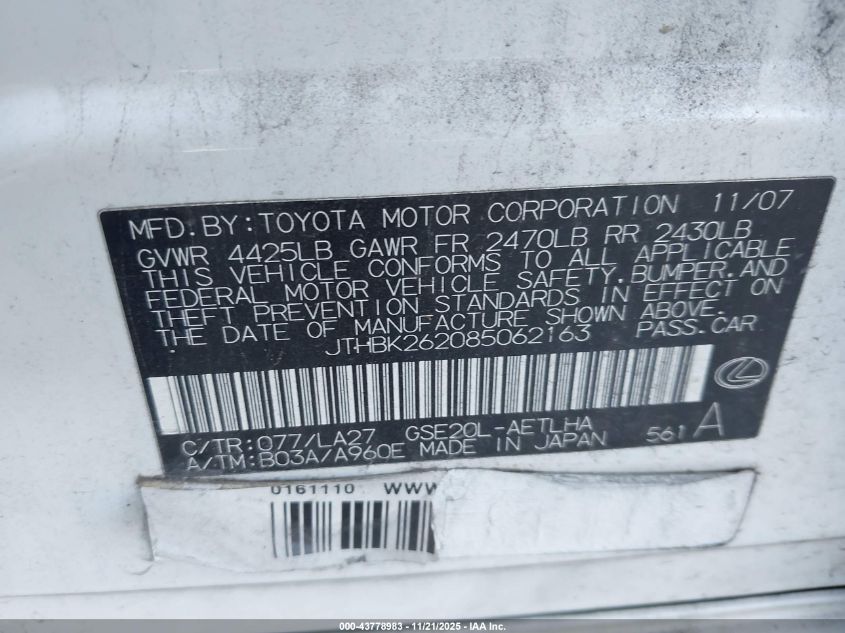 MFD.BY:TOYOTA MOTOR CORPORATION 11/07
GVWR 4425LB GAWR FR 2470LB RR 2430LB
THIS VEHICLE CONFORMS TO ALL APPLICABLE
FEDERAL MOTOR VEHICLE SAFETY,BUMPER,AND
THEFT PREVENTION STANDARDS IN EFFECT ON
THE DATE OF MANUFACTURE SHOWN ABOVE.
JTHBK262085062163 PASS.CAR
C/TR:077/LA27 GSE20L-AETLHA 561A
A/TM:B03A/A960E MADE IN JAPAN
0161110 WWW
000-43778983 - 11/21/2025 - IAA Inc.